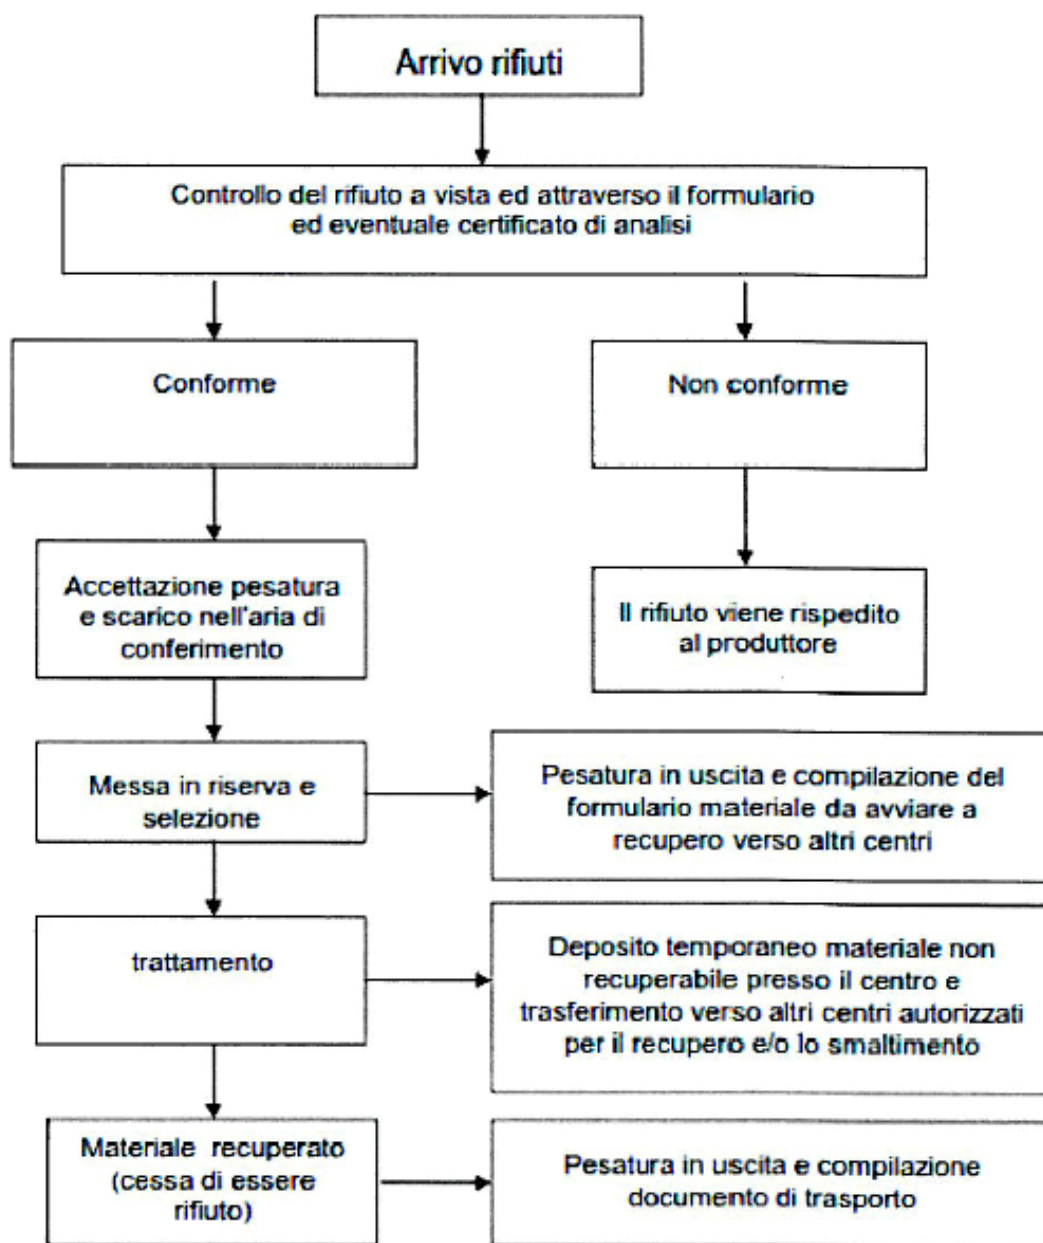 Arrivo rifiuti
Controllo del rifiuto a vista ed attraverso il formulario
ed eventuale certificato di analisi
Conforme
Non conforme
Accettazione pesatura
e scarico nell'aria di
conferimento
Il rifiuto viene rispedito
al produttore
Messa in riserva e
selezione
Pesatura in uscita e compilazione del
formulario materiale da avviare a
recupero verso altri centri
trattamento
Deposito temporaneo materiale non
recuperabile presso il centro e
trasferimento verso altri centri autorizzati
per il recupero e/o lo smaltimento
Materiale recuperato
(cessa di essere
rifiuto)
Pesatura in uscita e compilazione
documento di trasporto